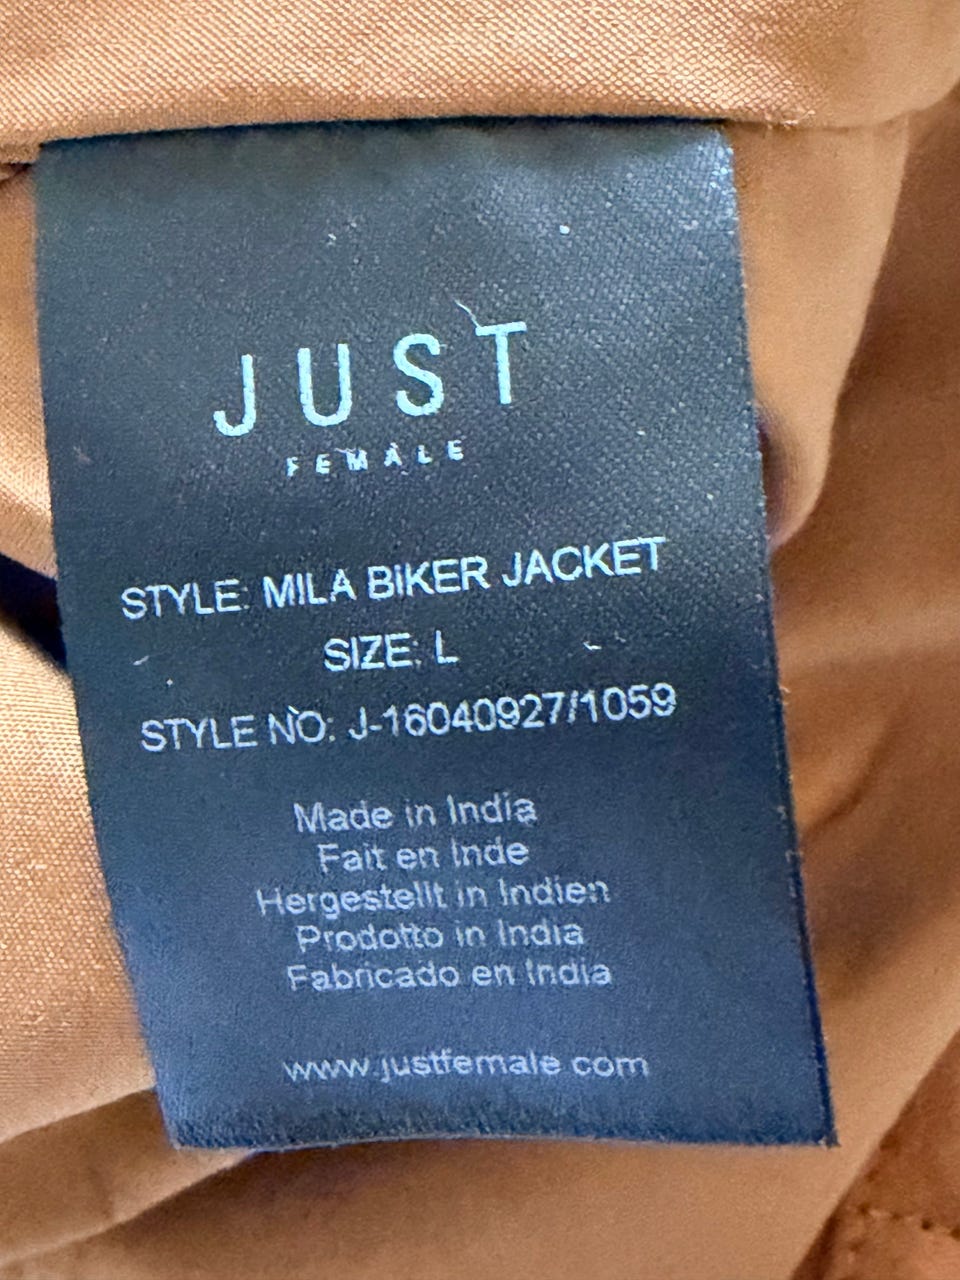 JUST
FEMALE
STYLE: MILA BIKER JACKET
SIZE: L
STYLE NO: J-16040927/1059
Made in India
Fait en Inde
Hergestellt in Indien
Prodotto in India
Fabricado en India
www.justfemale.com